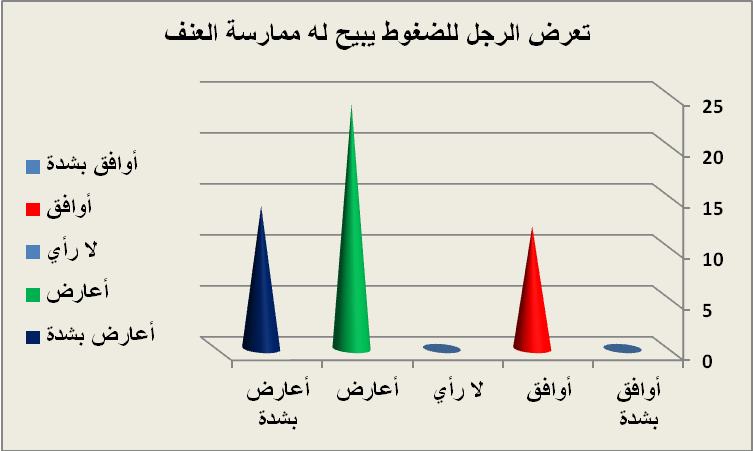 تعرض الرجل للضغوط يبيح له ممارسة العنف
25
20
15
10
5
0
أوافق بشدة
أوافق
لا رأي
أعارض
أعارض بشدة
أوافق بشدة
أوافق
لا رأي
أعارض
أعارض بشدة